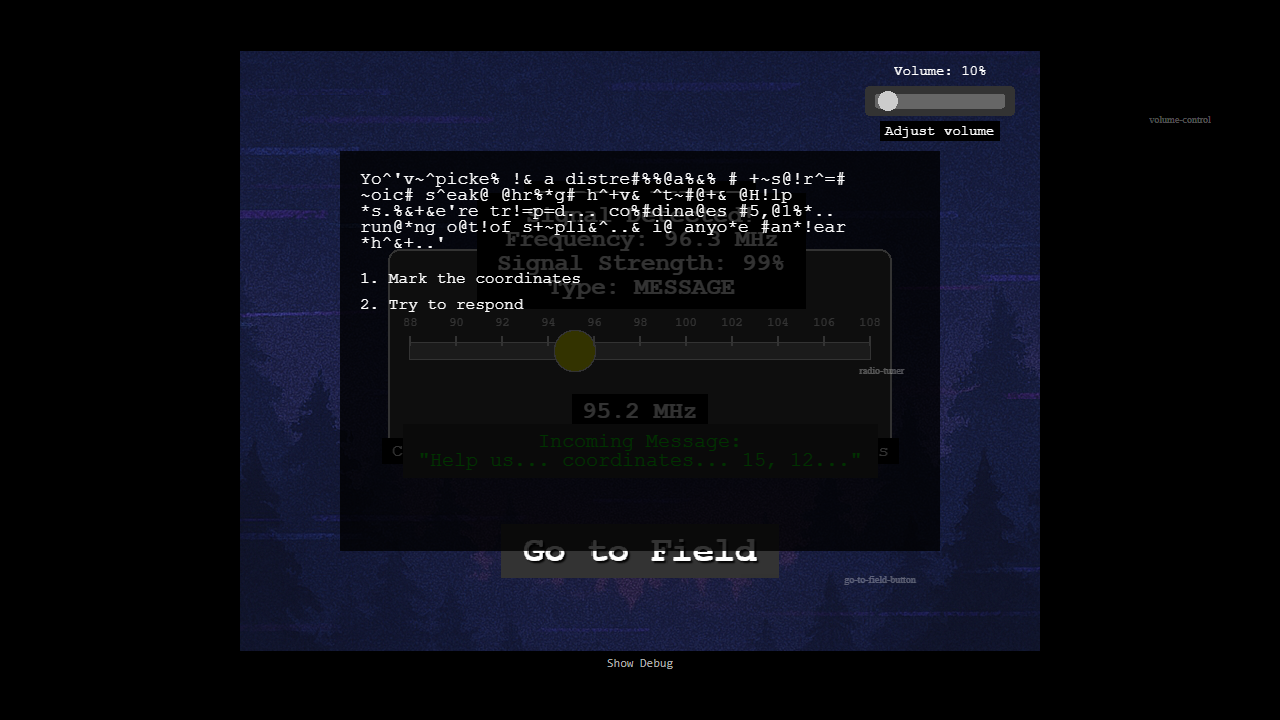 Volume: 10%
volume-control
Adjust volume
Yo^'v~^picke% !& a distre#%%@a%&% # +~s@!r^=#
~oic# s^eak@ @hr%*g# h^+v& ^t~#@+& @H!lp
*s.%&+&e're tr!=p=d... co%#dina@es #5,@1%*..
run@*ng o@t!of s+~pli&^..& i@ anyo*e #an*!ear
*h^&+..'
Signal Detected!
Frequency: 96.3 MHz
Signal Strength: 99%
Type: MESSAGE
1. Mark the coordinates
2. Try to respond
88 90 92 94 96 98 100 102 104 106 108
radio-tuner
95.2 MHz
Incoming Message:
"Help us... coordinates... 15, 12..."
Go to Field
go-to-field-button
Show Debug